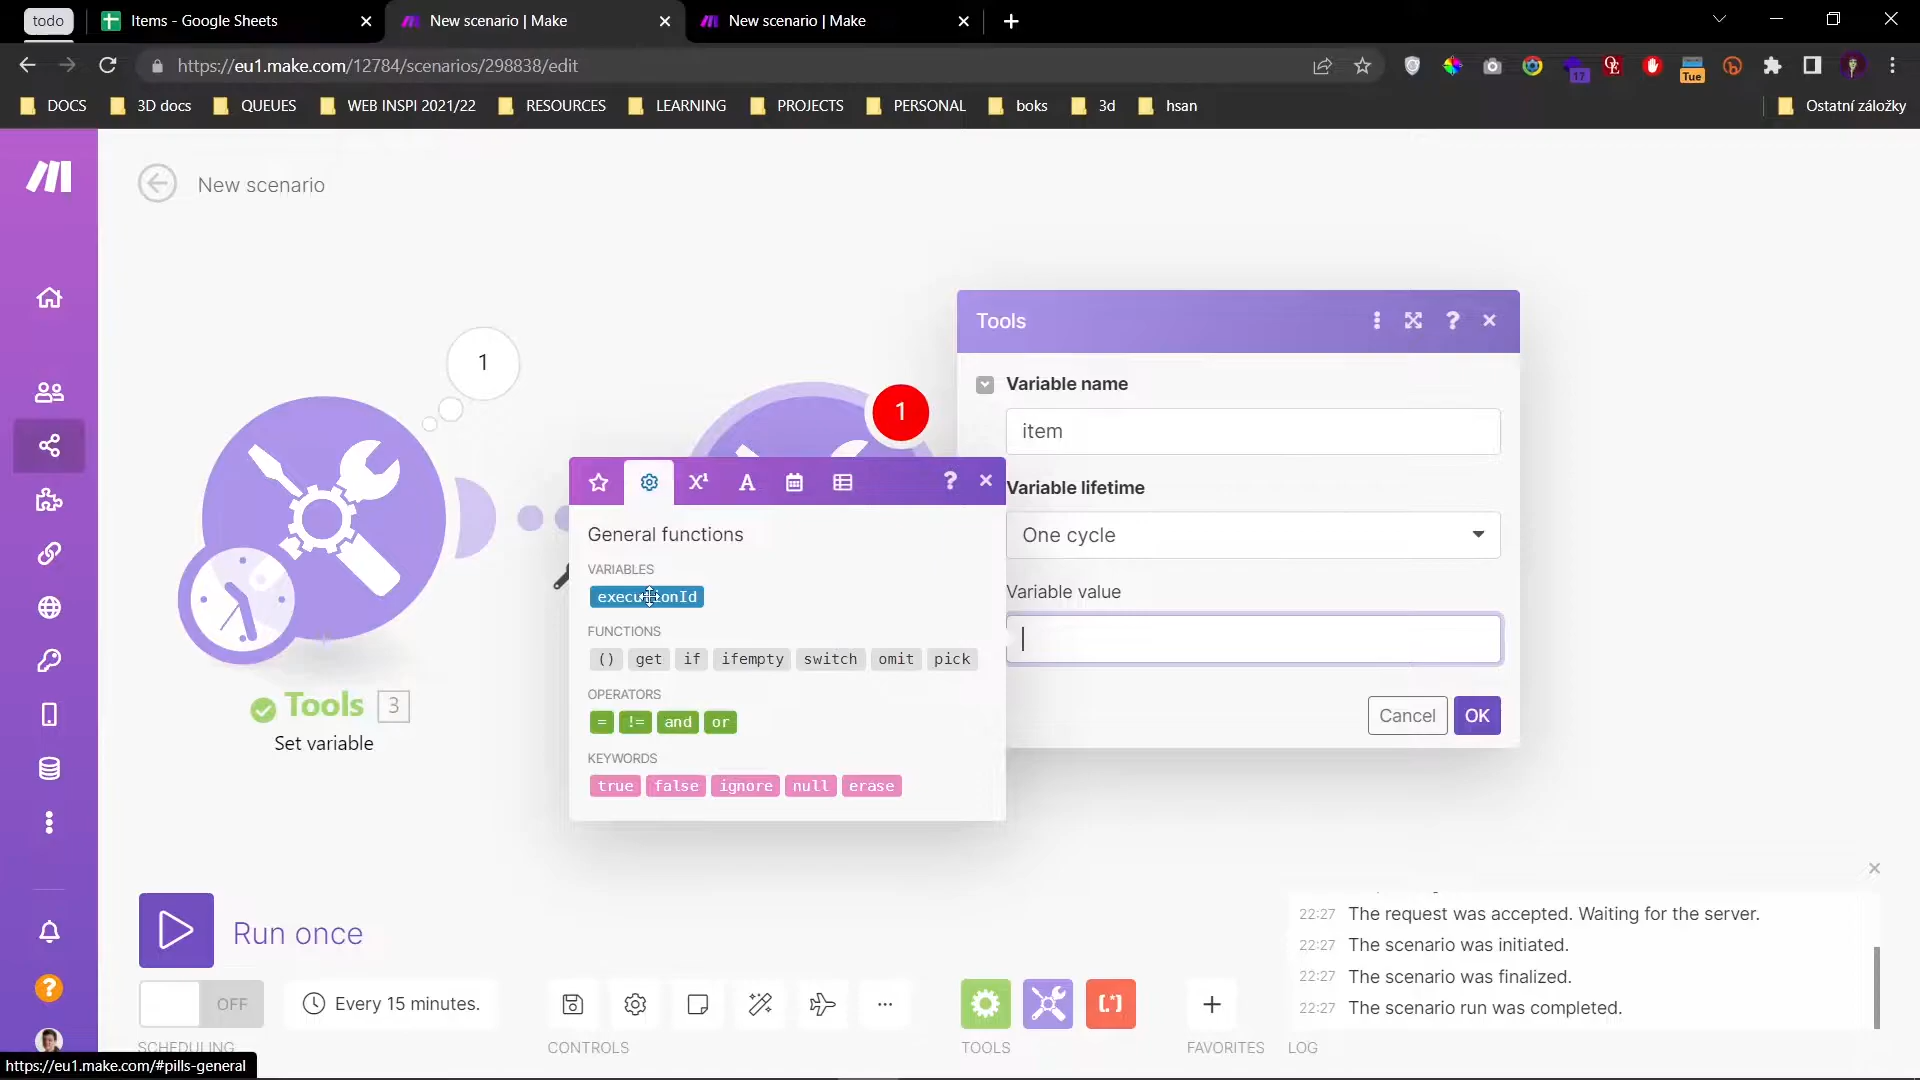 todo
Items - Google Sheets
New scenario | Make
New scenario | Make
https://eu1.make.com/12784/scenarios/298838/edit
17
Tue
DOCS
3D docs
QUEUES
WEB INSPI 2021/22
RESOURCES
LEARNING
PROJECTS
PERSONAL
boks
3d
hsan
Ostatní záložky
New scenario
1
1
Tools
Variable name
item
Variable lifetime
One cycle
Variable value
Cancel
OK
General functions
VARIABLES
executionId
FUNCTIONS
() get if ifempty switch omit pick
OPERATORS
= != and or
KEYWORDS
true false ignore null erase
Tools 3
Set variable
Run once
OFF
Every 15 minutes.
SCHEDULING
CONTROLS
TOOLS
FAVORITES
LOG
22:27 The request was accepted. Waiting for the server.
22:27 The scenario was initiated.
22:27 The scenario was finalized.
22:27 The scenario run was completed.
https://eu1.make.com/#pills-general